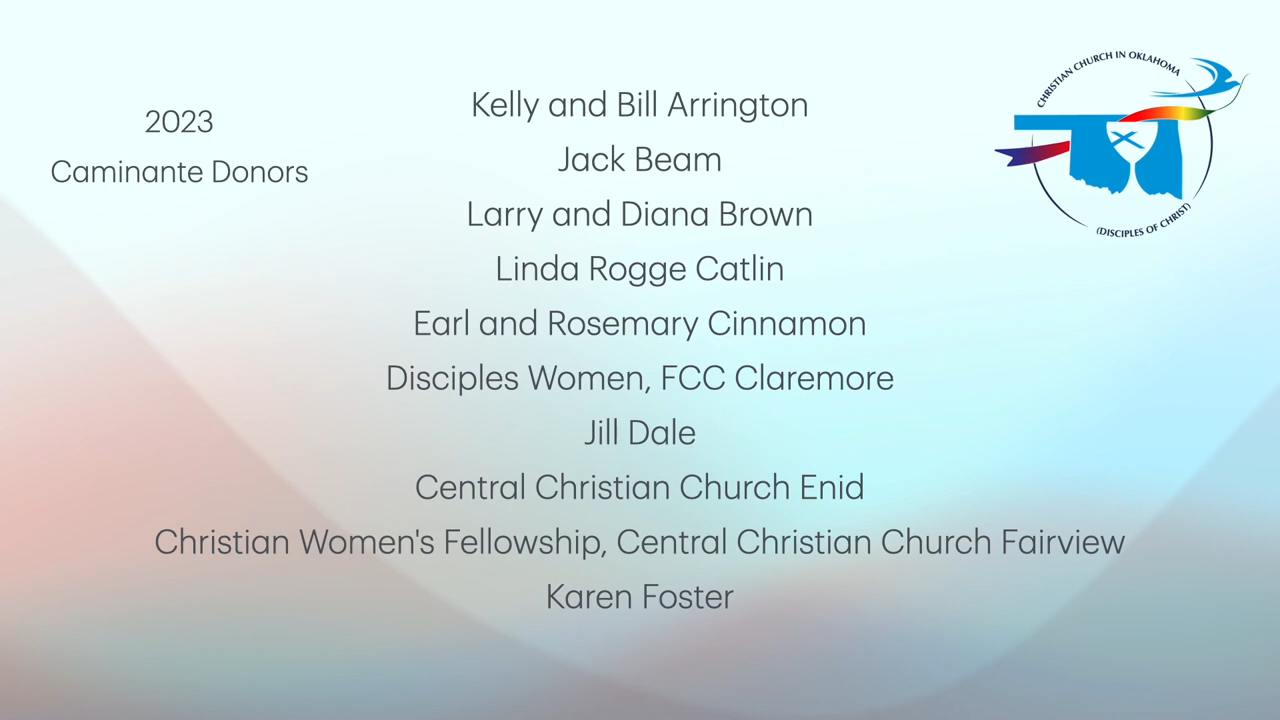 2023
Caminante Donors
Kelly and Bill Arrington
Jack Beam
Larry and Diana Brown
Linda Rogge Catlin
Earl and Rosemary Cinnamon
Disciples Women, FCC Claremore
Jill Dale
Central Christian Church Enid
Christian Women's Fellowship, Central Christian Church Fairview
Karen Foster
CHRISTIAN CHURCH IN OKLAHOMA
(DISCIPLES OF CHRIST)